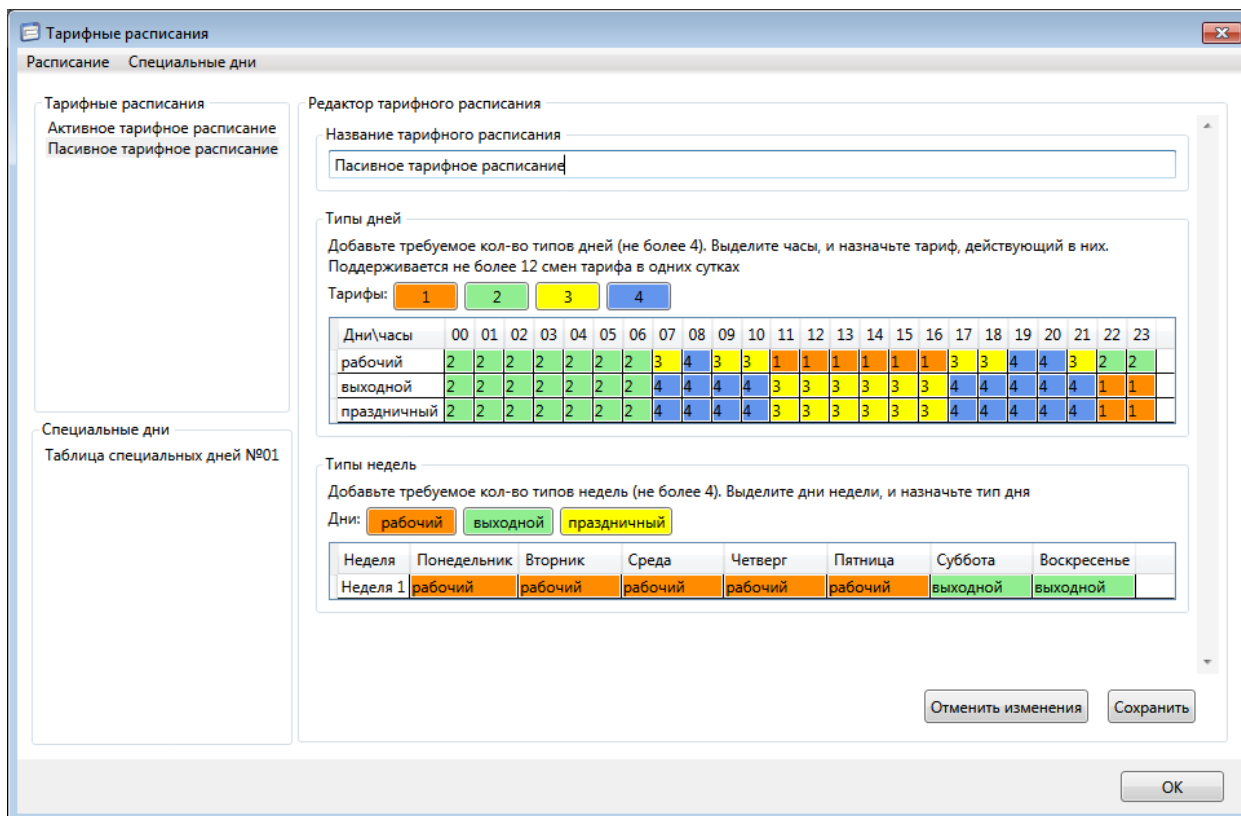 Тарифные расписания
Расписание Специальные дни
Тарифные расписания
Активное тарифное расписание
Пасивное тарифное расписание
Специальные дни
Таблица специальных дней №01
Редактор тарифного расписания
Название тарифного расписания
Пасивное тарифное расписание
Типы дней
Добавьте требуемое кол-во типов дней (не более 4). Выделите часы, и назначьте тариф, действующий в них.
Поддерживается не более 12 смен тарифа в одних сутках
Тарифы: 1 2 3 4
Дни\часы 00 01 02 03 04 05 06 07 08 09 10 11 12 13 14 15 16 17 18 19 20 21 22 23
рабочий 2 2 2 2 2 2 2 3 4 3 3 1 1 1 1 1 1 3 3 4 4 3 2 2
выходной 2 2 2 2 2 2 2 4 4 4 4 3 3 3 3 3 3 4 4 4 4 4 1 1
праздничный 2 2 2 2 2 2 2 4 4 4 4 3 3 3 3 3 3 4 4 4 4 4 1 1
Типы недель
Добавьте требуемое кол-во типов недель (не более 4). Выделите дни недели, и назначьте тип дня
Дни: рабочий выходной праздничный
Неделя Понедельник Вторник Среда Четверг Пятница Суббота Воскресенье
Неделя 1 рабочий рабочий рабочий рабочий рабочий выходной выходной
Отменить изменения Сохранить
OK